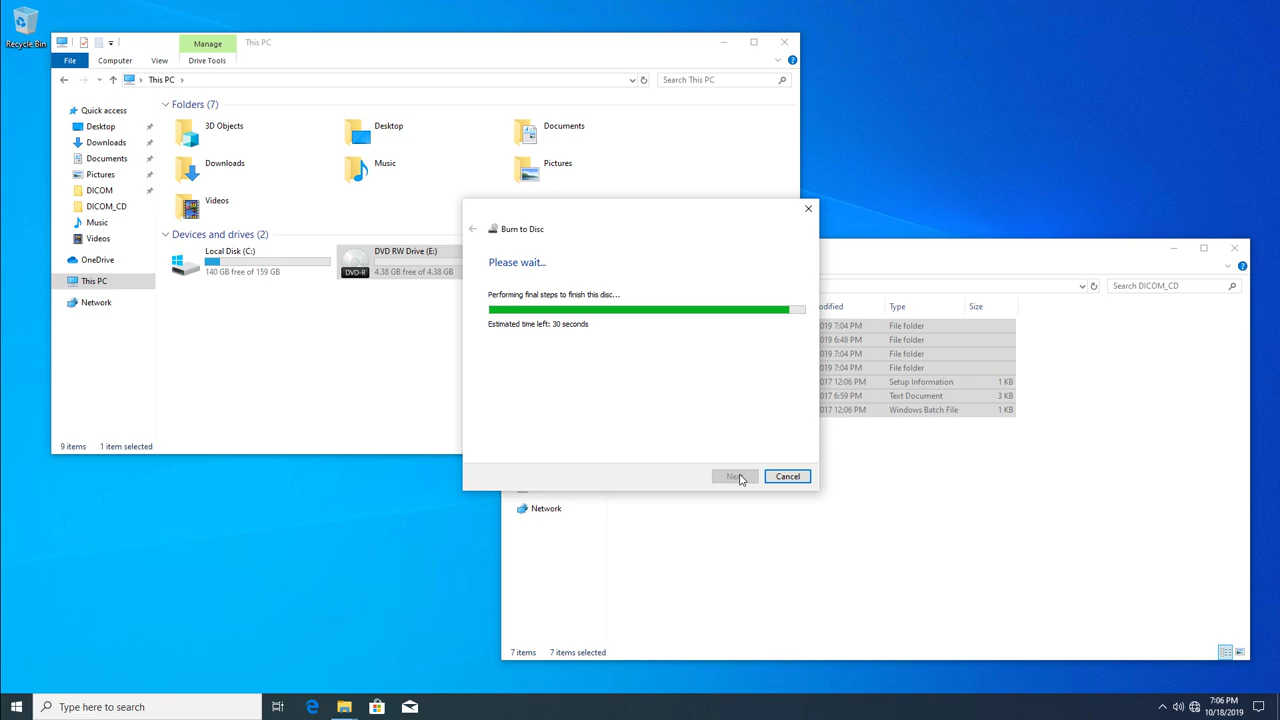 Recycle Bin
Manage
This PC
File
Computer
View
Drive Tools
This PC
Search This PC
Quick access
Desktop
Downloads
Documents
Pictures
DICOM
DICOM_CD
Music
Videos
OneDrive
This PC
Network
Folders (7)
3D Objects
Desktop
Documents
Downloads
Music
Pictures
Videos
Devices and drives (2)
Local Disk (C:)
140 GB free of 159 GB
DVD-R
DVD RW Drive (E:)
4.38 GB free of 4.38 GB
9 items
1 item selected
Burn to Disc
Please wait...
Performing final steps to finish this disc...
Estimated time left: 30 seconds
Cancel
Search DICOM_CD
Type
Size
2019 7:04 PM File folder
2019 6:48 PM File folder
2019 7:04 PM File folder
2019 7:04 PM File folder
2017 12:06 PM Setup Information 1 KB
2017 6:59 PM Text Document 3 KB
2017 12:06 PM Windows Batch File 1 KB
Network
7 items
7 items selected
Type here to search
7:06 PM
10/18/2019